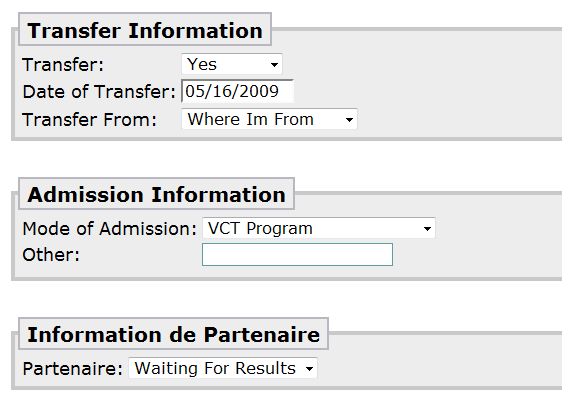 Transfer Information
Transfer: Yes
Date of Transfer: 05/16/2009
Transfer From: Where Im From
Admission Information
Mode of Admission: VCT Program
Other:
Information de Partenaire
Partenaire: Waiting For Results